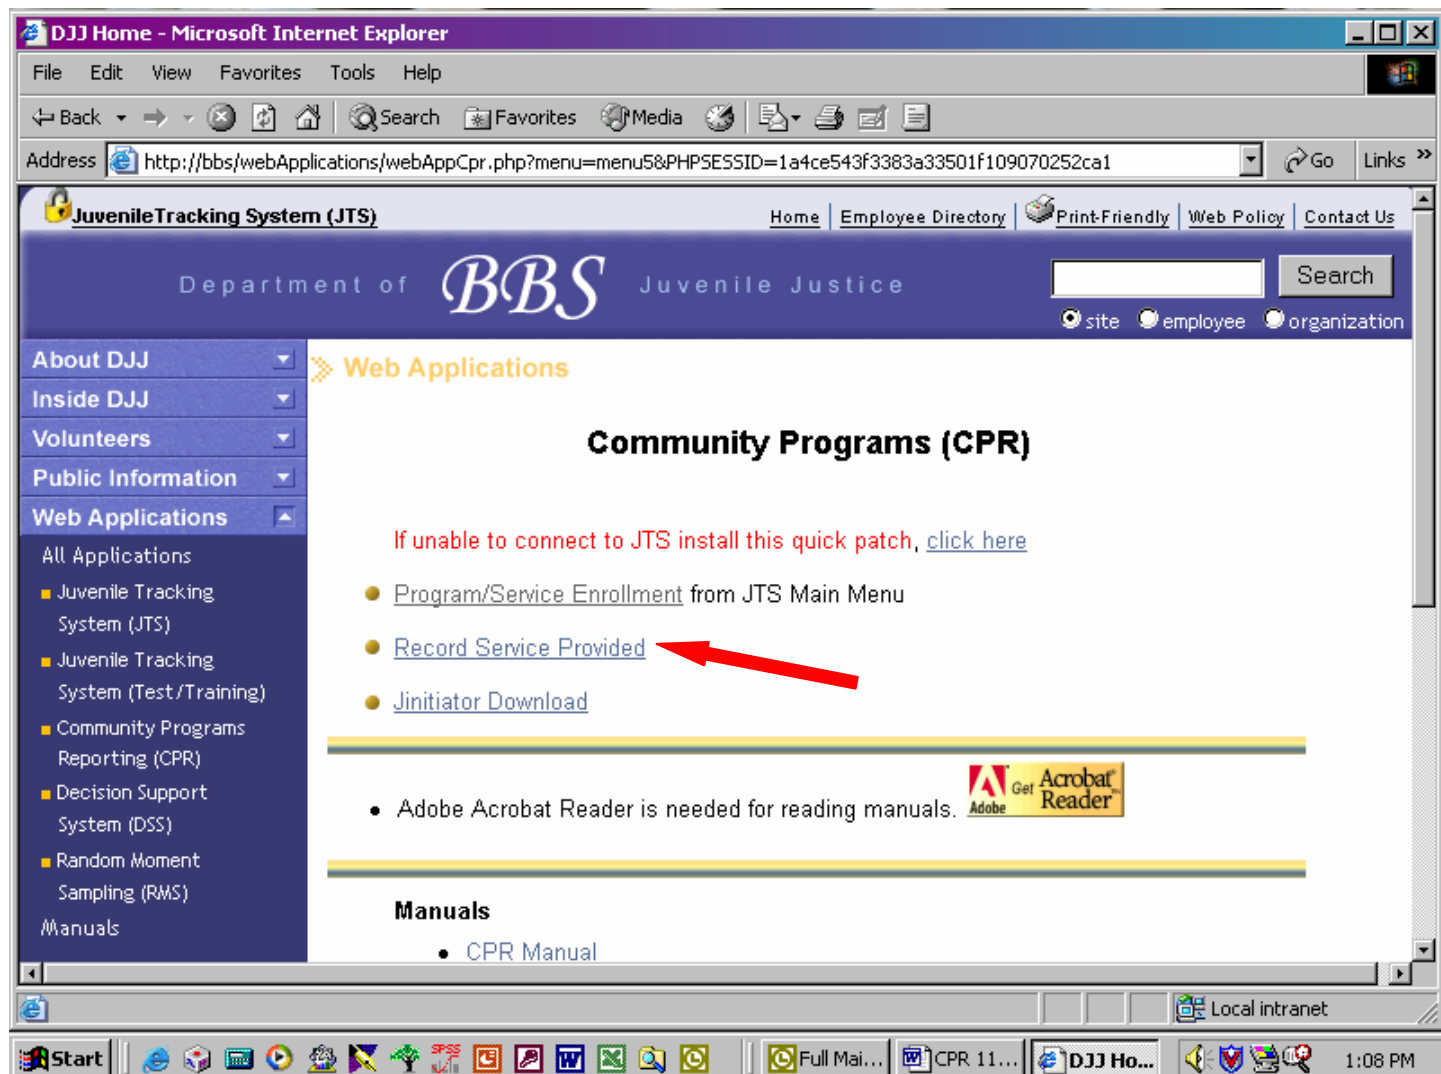 DJJ Home - Microsoft Internet Explorer
File Edit View Favorites Tools Help
Back Search Favorites Media
Address http://bbs/webApplications/webAppCpr.php?menu=menu5&PHPSESSID=1a4ce543f3383a33501f109070252ca1 Go Links »
JuvenileTracking System (JTS) Home | Employee Directory | Print-Friendly | Web Policy | Contact Us
Department of BBS Juvenile Justice
Search
site employee organization
About DJJ
Inside DJJ
Volunteers
Public Information
Web Applications
All Applications
Juvenile Tracking
System (JTS)
Juvenile Tracking
System (Test/Training)
Community Programs
Reporting (CPR)
Decision Support
System (DSS)
Random Moment
Sampling (RMS)
Manuals
Web Applications
Community Programs (CPR)
If unable to connect to JTS install this quick patch, click here
Program/Service Enrollment from JTS Main Menu
Record Service Provided
Jinitiator Download
Adobe Acrobat Reader is needed for reading manuals.
Adobe Get Acrobat Reader
Manuals
CPR Manual
Local intranet
Start Full Mai... CPR 11... DJJ Ho... 1:08 PM